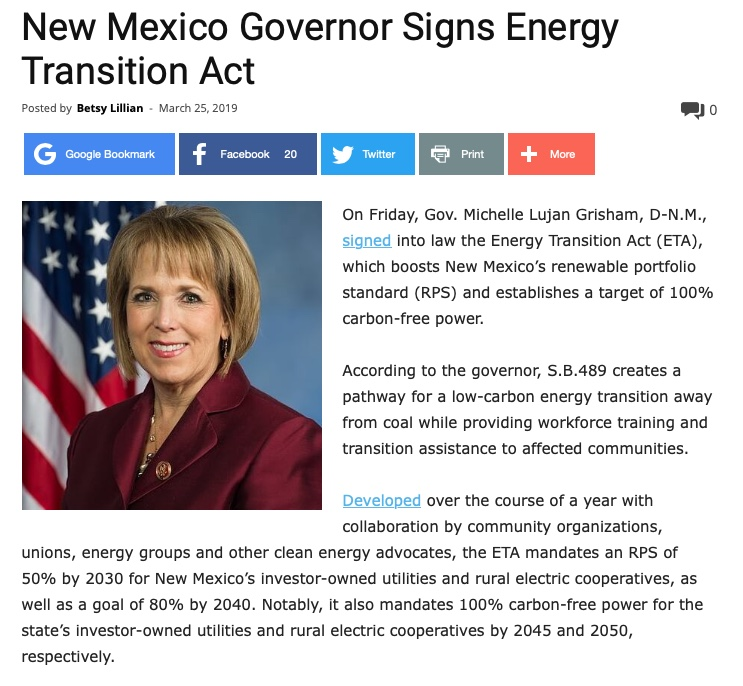 New Mexico Governor Signs Energy
Transition Act
Posted by Betsy Lillian - March 25, 2019
0
Google Bookmark
Facebook 20
Twitter
Print
More
On Friday, Gov. Michelle Lujan Grisham, D-N.M.,
signed into law the Energy Transition Act (ETA),
which boosts New Mexico’s renewable portfolio
standard (RPS) and establishes a target of 100%
carbon-free power.
According to the governor, S.B.489 creates a
pathway for a low-carbon energy transition away
from coal while providing workforce training and
transition assistance to affected communities.
Developed over the course of a year with
collaboration by community organizations,
unions, energy groups and other clean energy advocates, the ETA mandates an RPS of
50% by 2030 for New Mexico’s investor-owned utilities and rural electric cooperatives, as
well as a goal of 80% by 2040. Notably, it also mandates 100% carbon-free power for the
state’s investor-owned utilities and rural electric cooperatives by 2045 and 2050,
respectively.